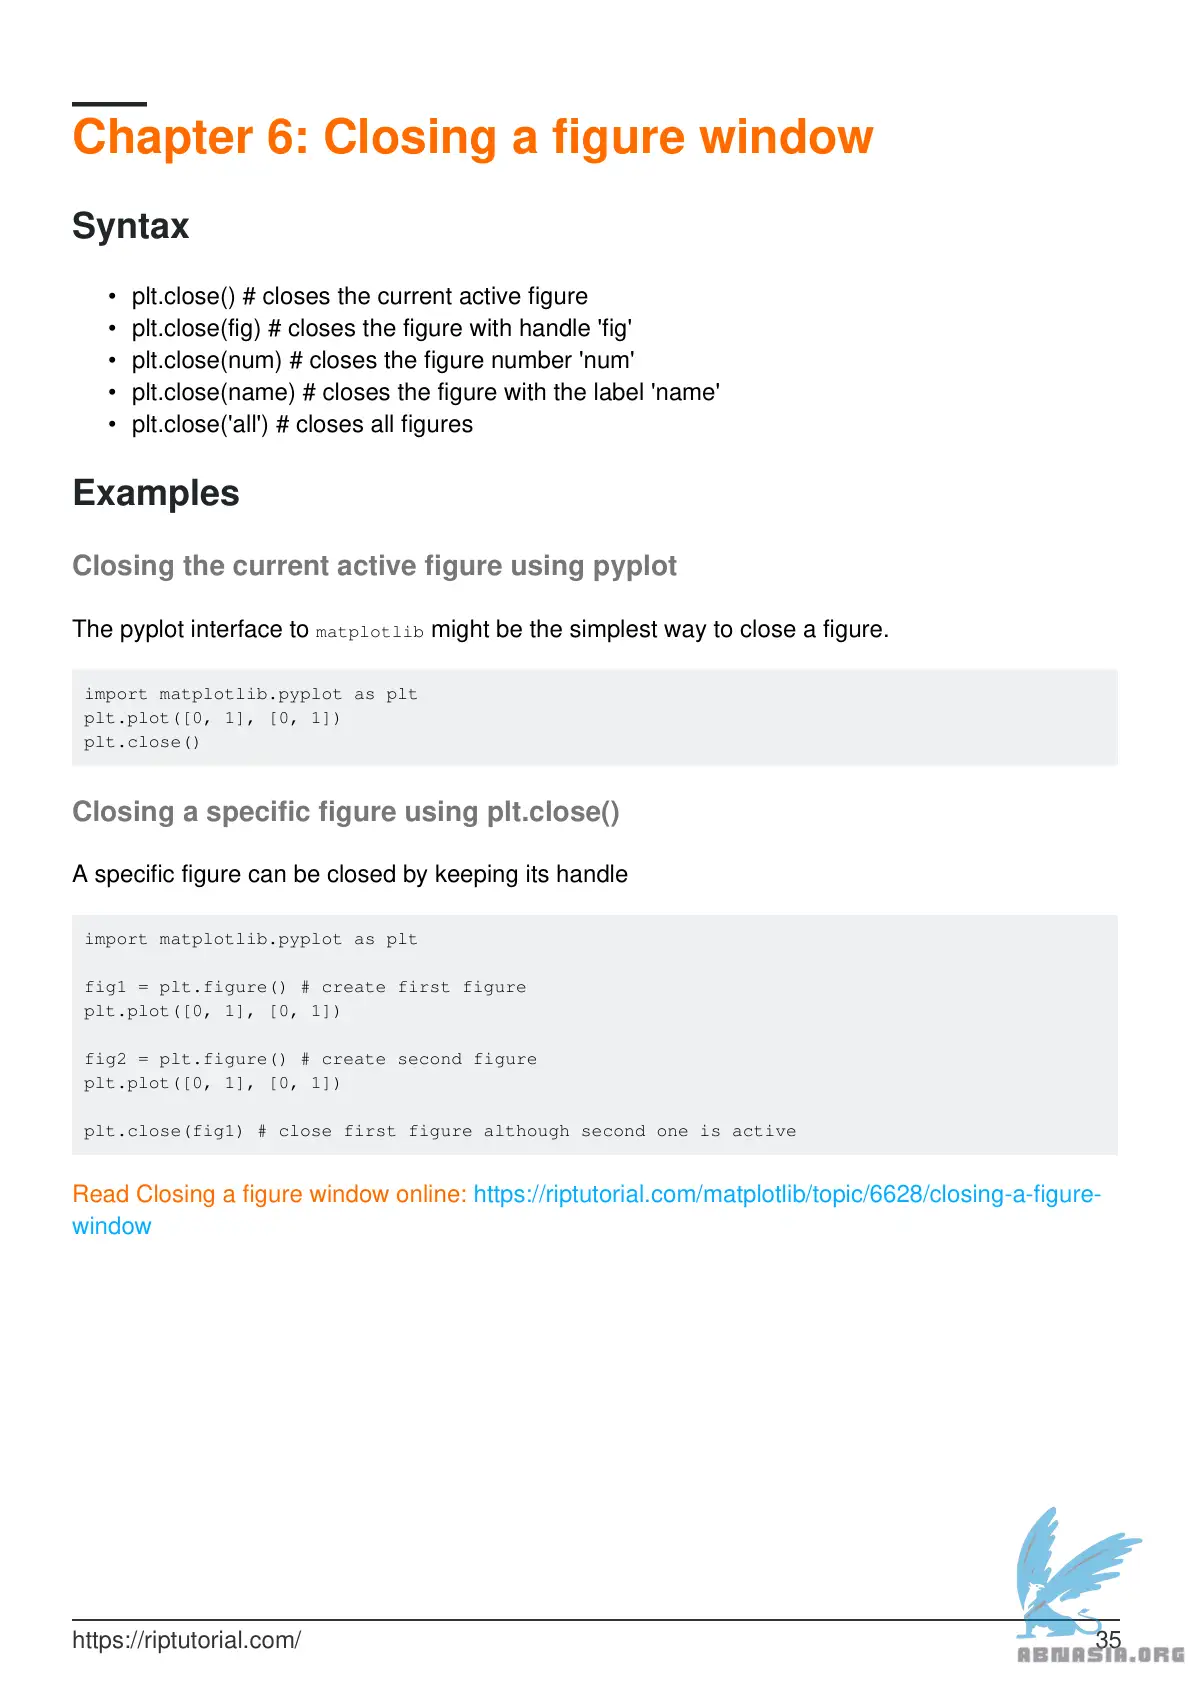 Chapter 6: Closing a figure window
Syntax
• plt.close() # closes the current active figure
• plt.close(fig) # closes the figure with handle 'fig'
• plt.close(num) # closes the figure number 'num'
• plt.close(name) # closes the figure with the label 'name'
• plt.close('all') # closes all figures
Examples
Closing the current active figure using pyplot
The pyplot interface to matplotlib might be the simplest way to close a figure.
import matplotlib.pyplot as plt
plt.plot([0, 1], [0, 1])
plt.close()
Closing a specific figure using plt.close()
A specific figure can be closed by keeping its handle
import matplotlib.pyplot as plt
fig1 = plt.figure() # create first figure
plt.plot([0, 1], [0, 1])
fig2 = plt.figure() # create second figure
plt.plot([0, 1], [0, 1])
plt.close(fig1) # close first figure although second one is active
Read Closing a figure window online: https://riptutorial.com/matplotlib/topic/6628/closing-a-figure-
window
https://riptutorial.com/
35
ABNASIA.ORG